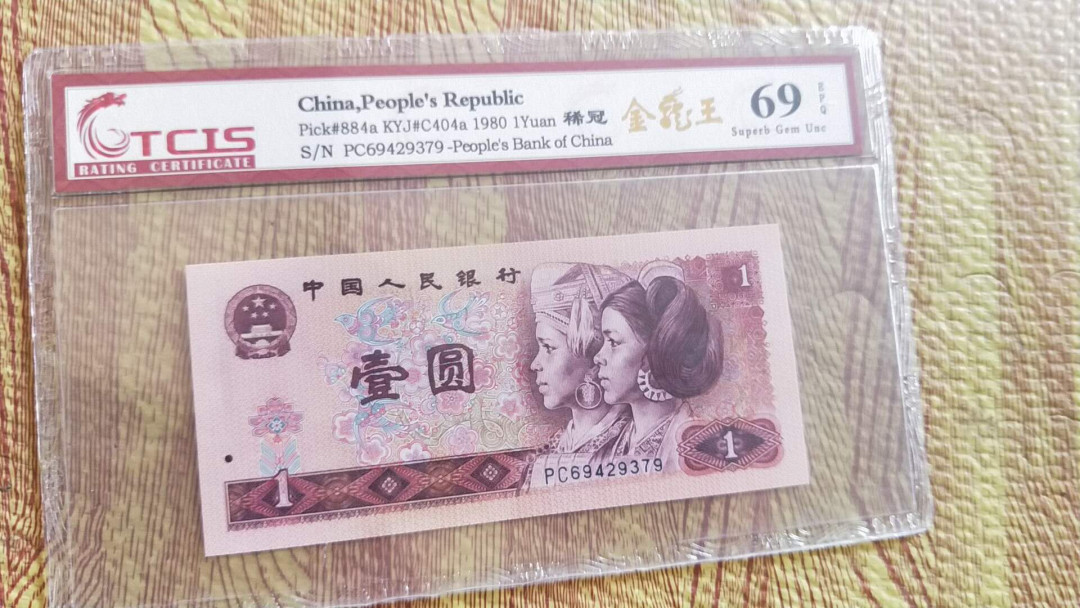 TCIS
RATING CERTIFICATE
China,People's Republic
Pick#884a KYJ#C404a 1980 1Yuan 稀冠
S/N PC69429379 -People's Bank of China
金龍王
69
EPQ
Superb Gem Unc
中国人民银行
1
壹圆
1
1
PC69429379